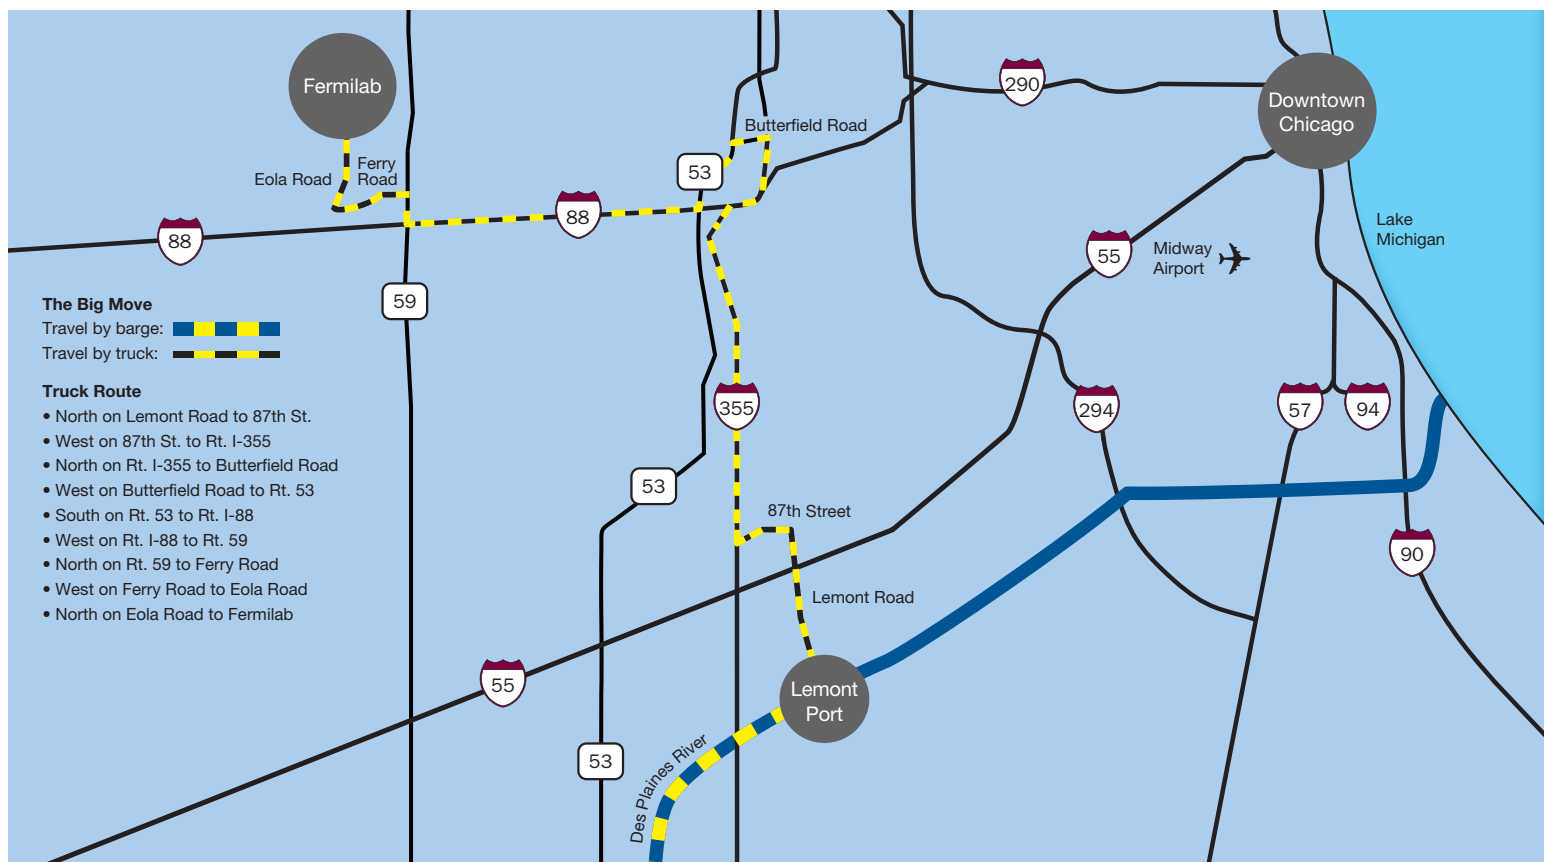 Fermilab
290
Downtown
Chicago
Butterfield Road
Ferry
Road
Eola Road
53
88
88
Lake
Michigan
55
Midway
Airport
59
The Big Move
Travel by barge:
Travel by truck:
Truck Route
• North on Lemont Road to 87th St.
• West on 87th St. to Rt. I-355
• North on Rt. I-355 to Butterfield Road
• West on Butterfield Road to Rt. 53
• South on Rt. 53 to Rt. I-88
• West on Rt. I-88 to Rt. 59
• North on Rt. 59 to Ferry Road
• West on Ferry Road to Eola Road
• North on Eola Road to Fermilab
355
294
57
94
53
87th Street
90
Lemont Road
55
Lemont
Port
53
Des Plaines River